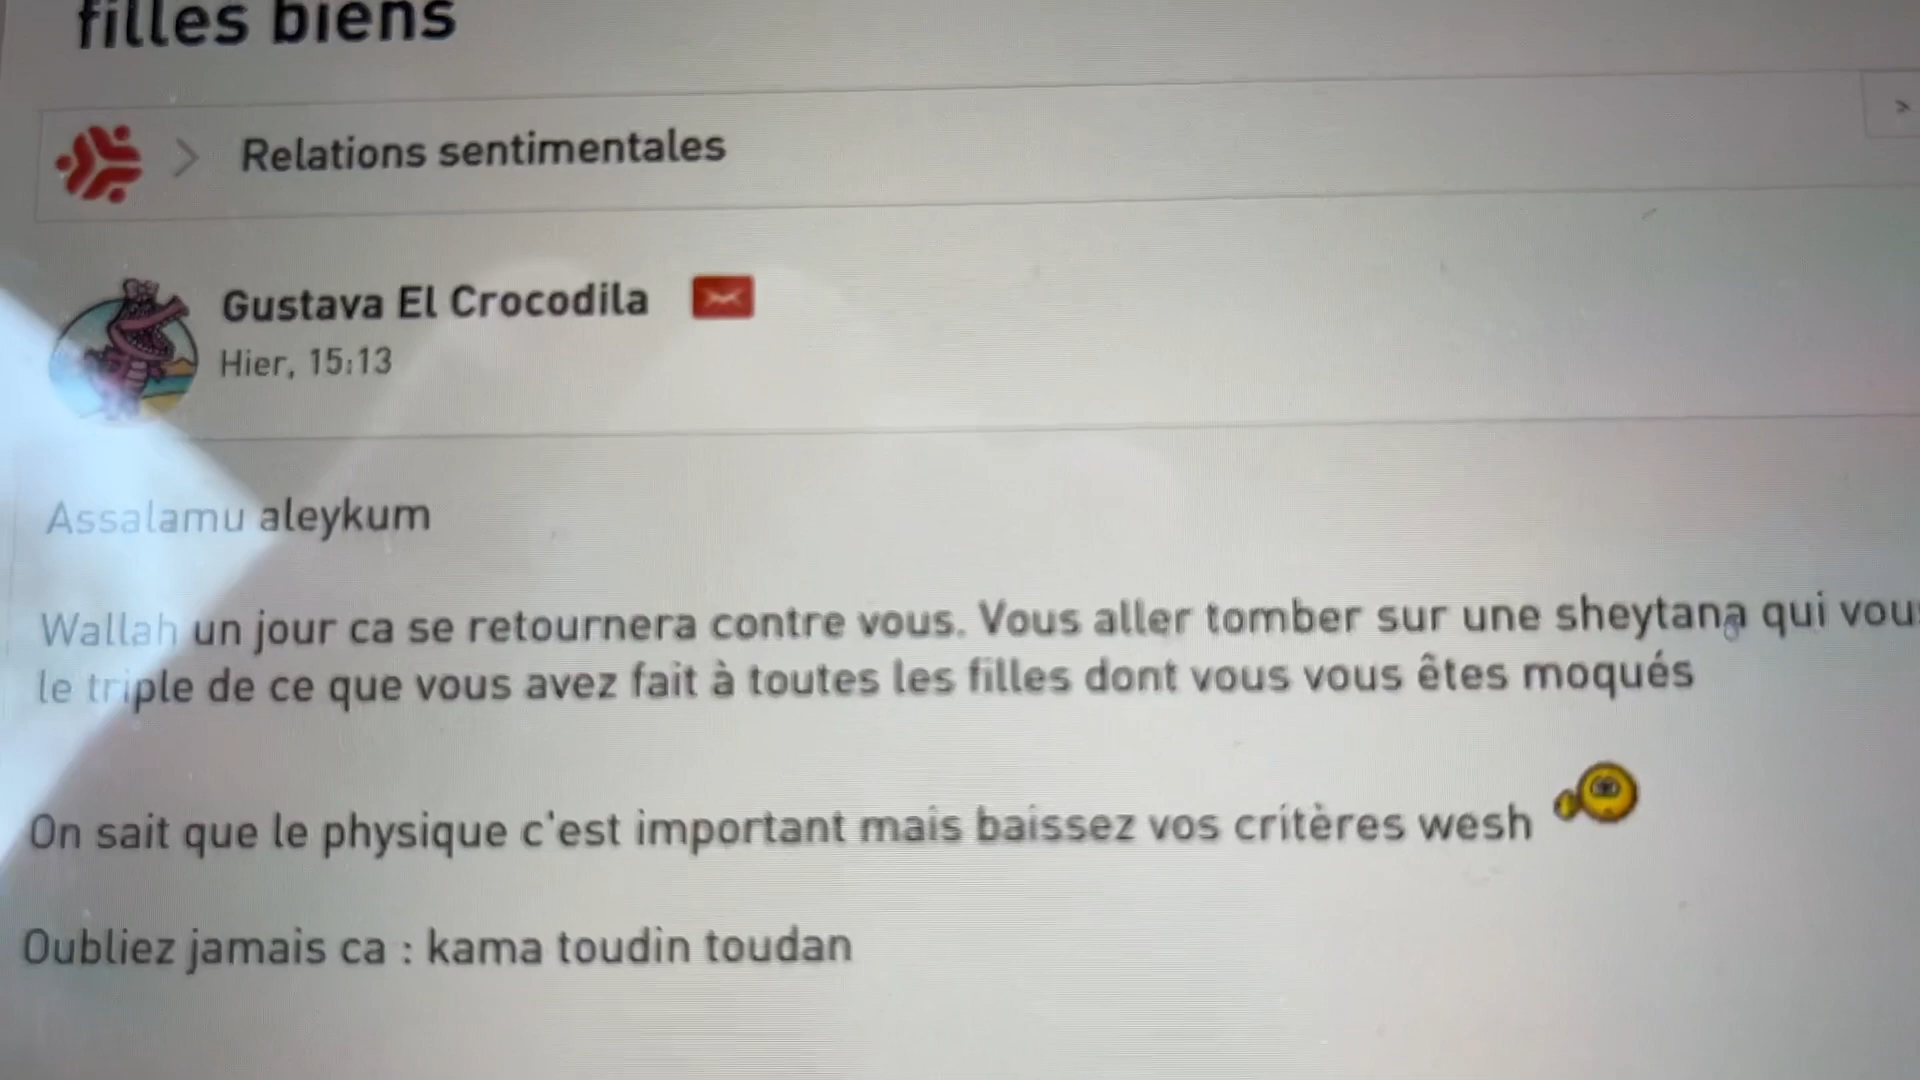 filles biens
Relations sentimentales
>
Gustava El Crocodila
Hier, 15:13
Assalamu aleykum
Wallah un jour ca se retournera contre vous. Vous aller tomber sur une sheytana qui vous
le triple de ce que vous avez fait à toutes les filles dont vous vous êtes moqués
On sait que le physique c'est important mais baissez vos critères wesh
Oubliez jamais ca : kama toudin toudan